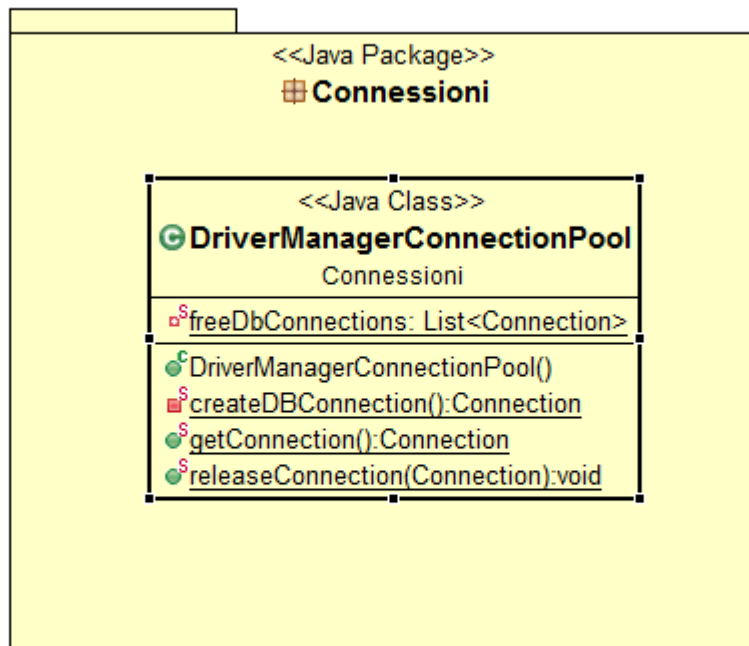 <<Java Package>>
Connessioni
<<Java Class>>
DriverManagerConnectionPool
Connessioni
freeDbConnections: List<Connection>
DriverManagerConnectionPool()
createDBConnection():Connection
getConnection():Connection
releaseConnection(Connection):void